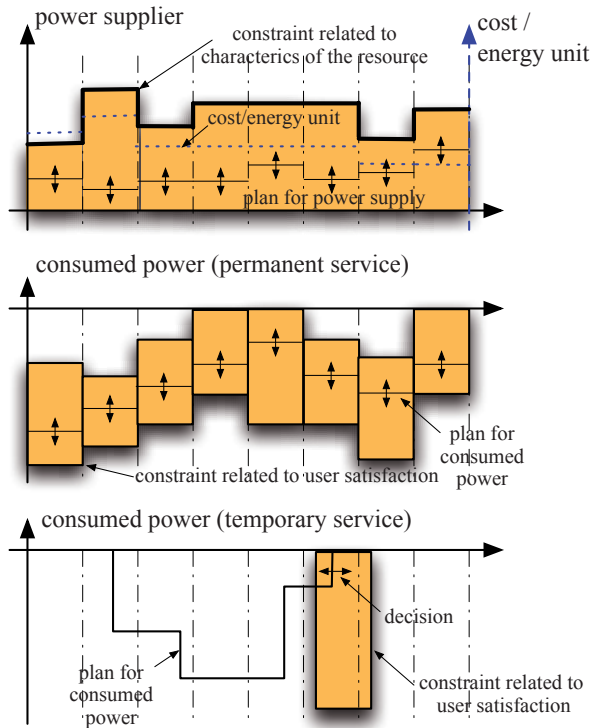 power supplier
constraint related to
characterics of the resource
cost /
energy unit
cost/energy unit
plan for power supply
consumed power (permanent service)
plan for
consumed
power
constraint related to user satisfaction
consumed power (temporary service)
decision
plan for
consumed
power
constraint related
to user satisfaction